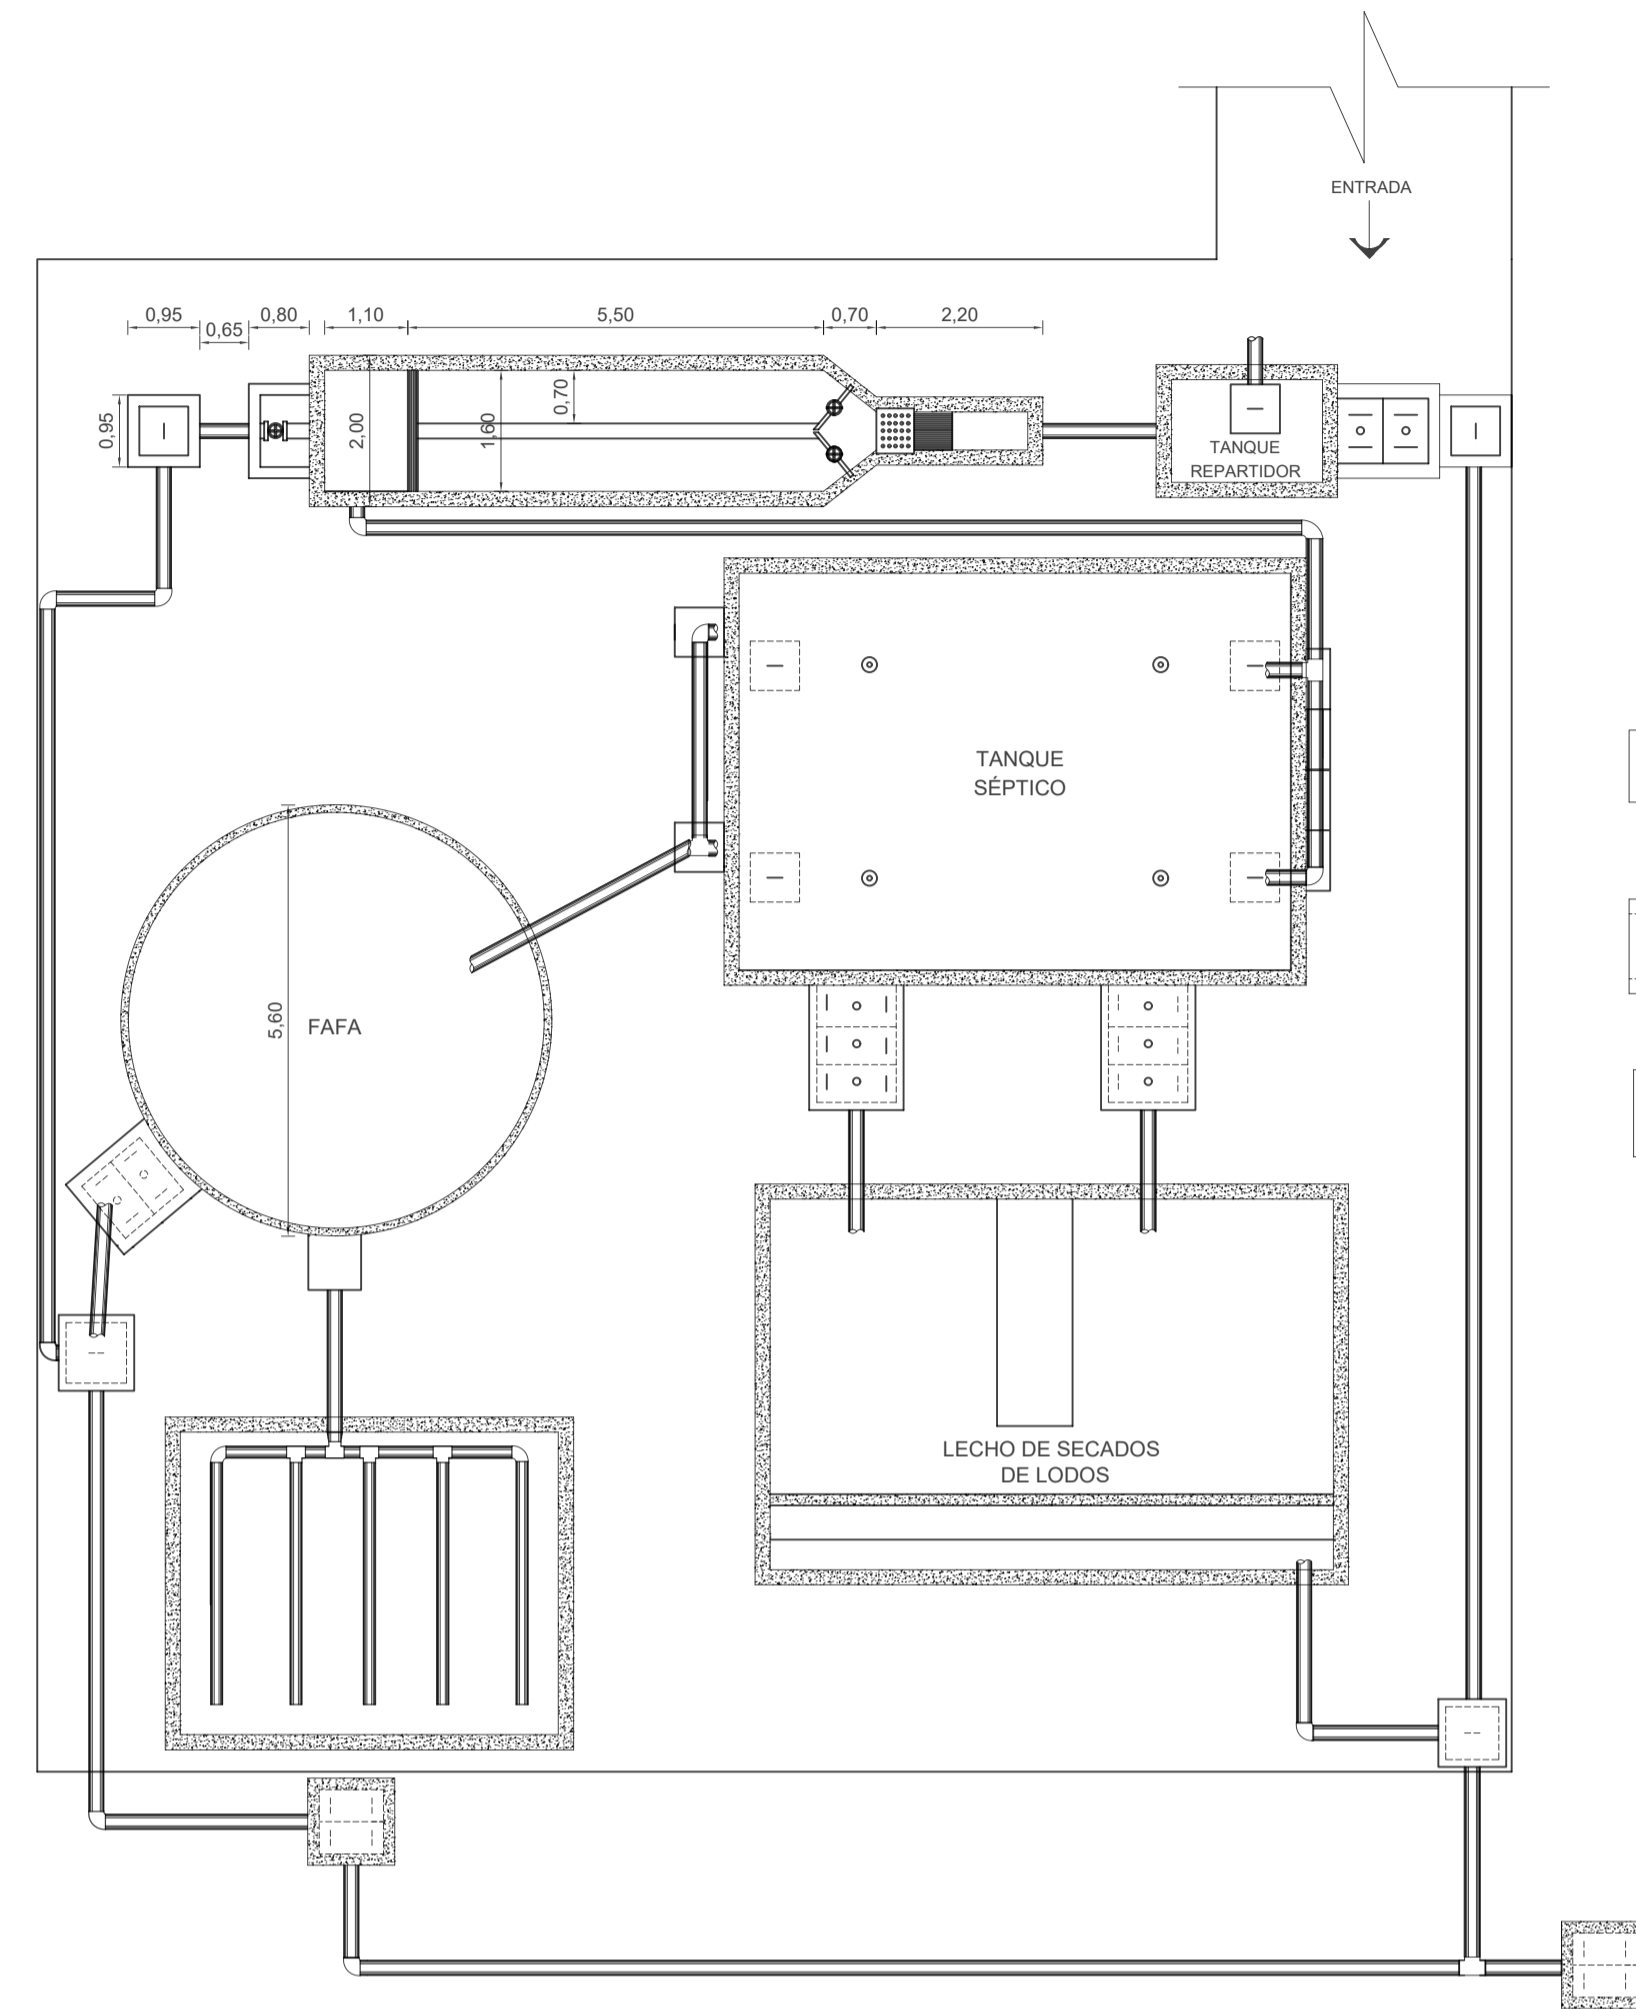 ENTRADA
0,95
0,65
0,80
1,10
5,50
0,70
2,20
0,95
2,00
1,60
0,70
TANQUE
REPARTIDOR
TANQUE
SÉPTICO
5,60
FAFA
LECHO DE SECADOS
DE LODOS